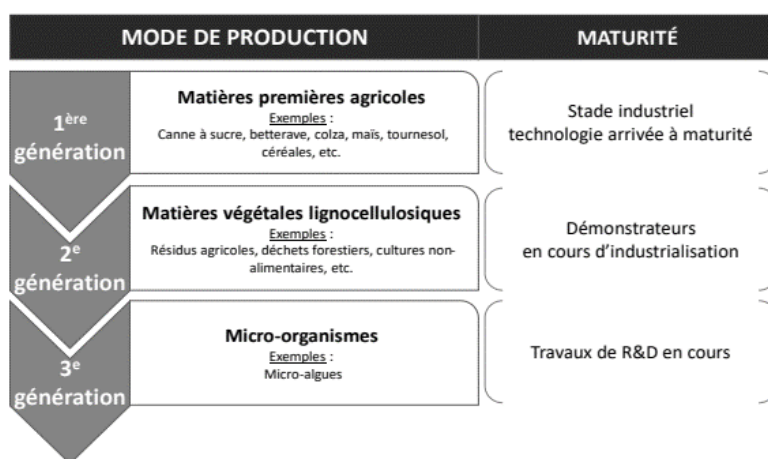 MODE DE PRODUCTION
MATURITÉ
1ère
génération
Matières premières agricoles
Exemples :
Canne à sucre, betterave, colza, maïs, tournesol,
céréales, etc.
Stade industriel
technologie arrivée à maturité
2e
génération
Matières végétales lignocellulosiques
Exemples :
Résidus agricoles, déchets forestiers, cultures non-
alimentaires, etc.
Démonstrateurs
en cours d'industrialisation
3e
génération
Micro-organismes
Exemples :
Micro-algues
Travaux de R&D en cours